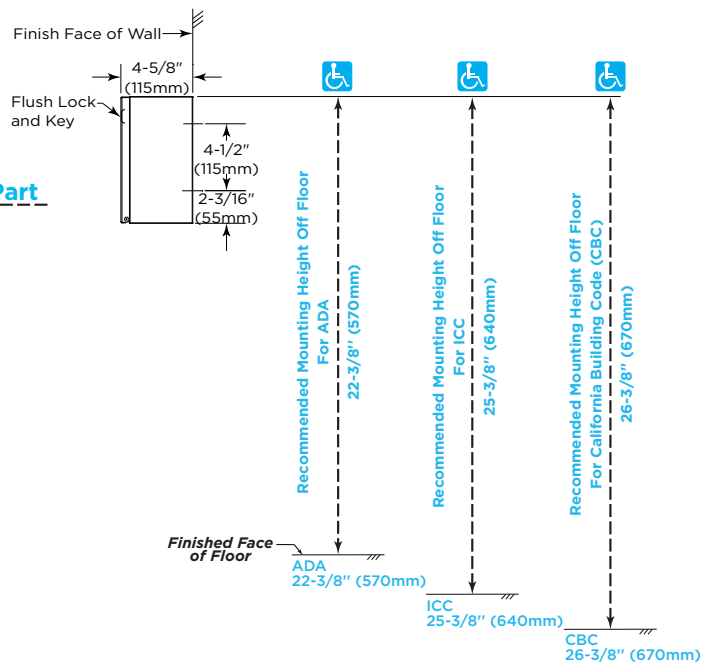 Finish Face of Wall
4-5/8"
(115mm)
Flush Lock
and Key
4-1/2"
(115mm)
Part
2-3/16"
(55mm)
Recommended Mounting Height Off Floor
For ADA
22-3/8" (570mm)
Recommended Mounting Height Off Floor
For ICC
25-3/8" (640mm)
Recommended Mounting Height Off Floor
For California Building Code (CBC)
26-3/8" (670mm)
Finished Face
of Floor
ADA
22-3/8" (570mm)
ICC
25-3/8" (640mm)
CBC
26-3/8" (670mm)